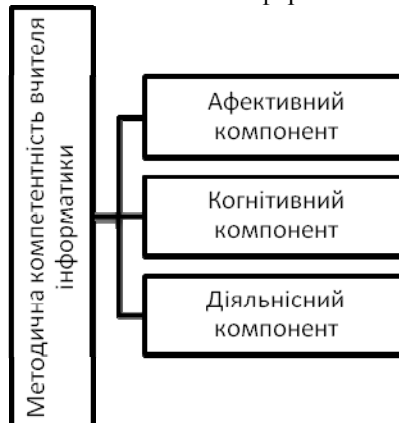 Методична компетентність вчителя
інформатики
Афективний
компонент
Когнітивний
компонент
Діяльнісний
компонент